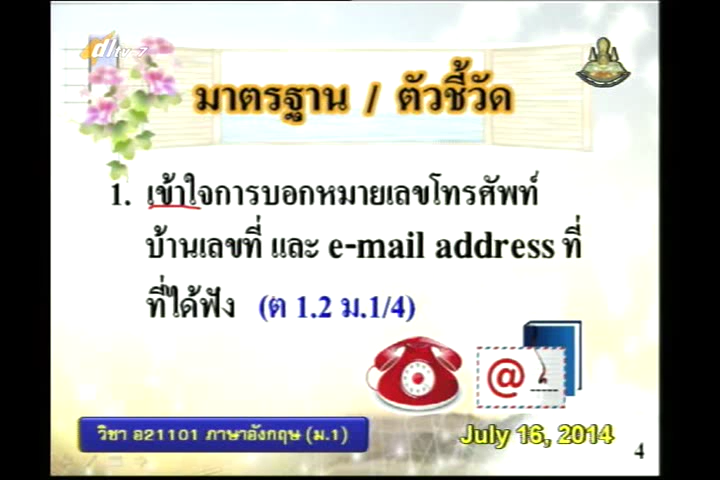 dltv 7
มาตรฐาน / ตัวชี้วัด
1. เข้าใจการบอกหมายเลขโทรศัพท์
บ้านเลขที่ และ e-mail address ที่
ที่ได้ฟัง (ต 1.2 ม.1/4)
@
วิชา อ21101 ภาษาอังกฤษ (ม.1)
July 16, 2014
4